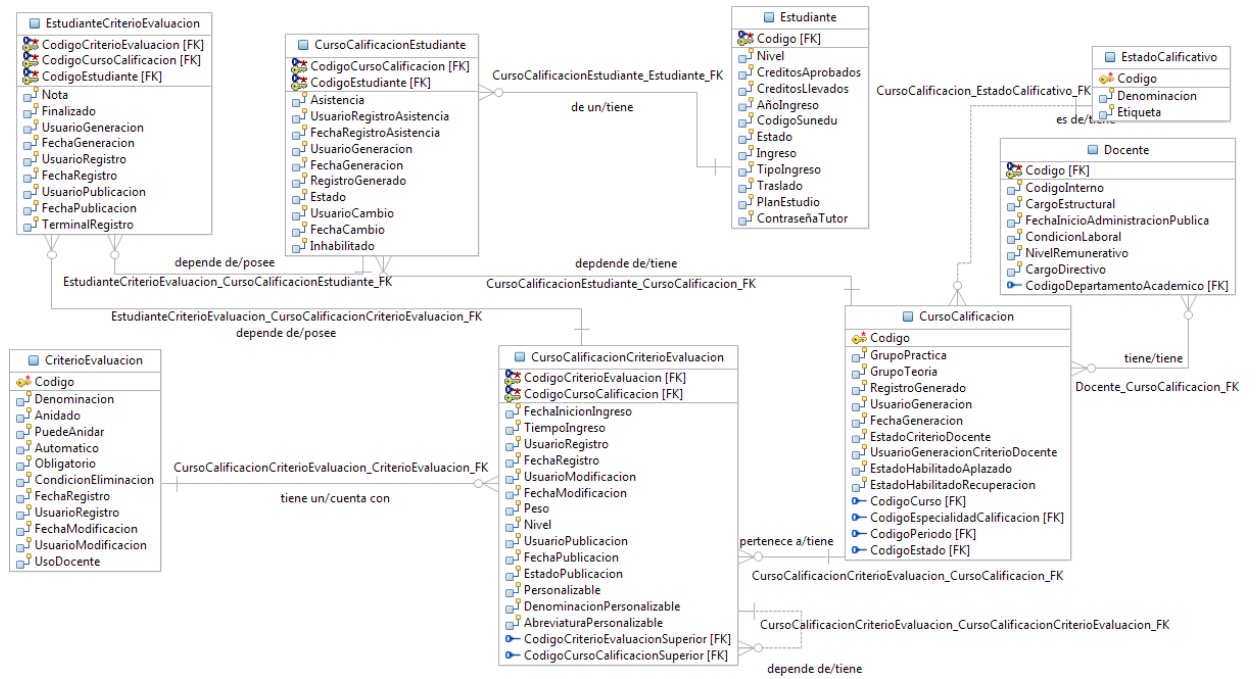 EstudianteCriterioEvaluacion
CodigoCriterioEvaluacion [FK]
CodigoCursoCalificacion [FK]
CodigoEstudiante [FK]
Nota
Finalizado
UsuarioGeneracion
FechaGeneracion
UsuarioRegistro
FechaRegistro
UsuarioPublicacion
FechaPublicacion
TerminalRegistro
CursoCalificacionEstudiante
CodigoCursoCalificacion [FK]
CodigoEstudiante [FK]
Asistencia
UsuarioRegistroAsistencia
FechaRegistroAsistencia
UsuarioGeneracion
FechaGeneracion
RegistroGenerado
Estado
UsuarioCambio
FechaCambio
Inhabilitado
CursoCalificacionEstudiante_Estudiante_FK
de un/tiene
Estudiante
Codigo [FK]
Nivel
CreditosAprobados
CreditosLlevados
AñoIngreso
CodigoSunedu
Estado
Ingreso
TipoIngreso
Traslado
PlanEstudio
ContraseñaTutor
EstadoCalificativo
Codigo
Denominacion
Etiqueta
CursoCalificacion_EstadoCalificativo_FK
es de/tiene
Docente
Codigo [FK]
CodigoInterno
CargoEstructural
FechaInicioAdministracionPublica
CondicionLaboral
NivelRemunerativo
CargoDirectivo
CodigoDepartamentoAcademico [FK]
depende de/posee
EstudianteCriterioEvaluacion_CursoCalificacionEstudiante_FK
depdende de/tiene
CursoCalificacionEstudiante_CursoCalificacion_FK
EstudianteCriterioEvaluacion_CursoCalificacionCriterioEvaluacion_FK
depende de/posee
CriterioEvaluacion
Codigo
Denominacion
Anidado
PuedeAnidar
Automatico
Obligatorio
CondicionEliminacion
FechaRegistro
UsuarioRegistro
FechaModificacion
UsuarioModificacion
UsoDocente
CursoCalificacionCriterioEvaluacion_CriterioEvaluacion_FK
tiene un/cuenta con
CursoCalificacionCriterioEvaluacion
CodigoCriterioEvaluacion [FK]
CodigoCursoCalificacion [FK]
FechaInicionIngreso
TiempoIngreso
UsuarioRegistro
FechaRegistro
UsuarioModificacion
FechaModificacion
Peso
Nivel
UsuarioPublicacion
FechaPublicacion
EstadoPublicacion
Personalizable
DenominacionPersonalizable
AbreviaturaPersonalizable
CodigoCriterioEvaluacionSuperior [FK]
CodigoCursoCalificacionSuperior [FK]
CursoCalificacion
Codigo
GrupoPractica
GrupoTeoria
RegistroGenerado
UsuarioGeneracion
FechaGeneracion
EstadoCriterioDocente
UsuarioGeneracionCriterioDocente
EstadoHabilitadoAplazado
EstadoHabilitadoRecuperacion
CodigoCurso [FK]
CodigoEspecialidadCalificacion [FK]
CodigoPeriodo [FK]
CodigoEstado [FK]
tiene/tiene
Docente_CursoCalificacion_FK
pertenece a/tiene
CursoCalificacionCriterioEvaluacion_CursoCalificacion_FK
CursoCalificacionCriterioEvaluacion_CursoCalificacionCriterioEvaluacion_FK
depende de/tiene